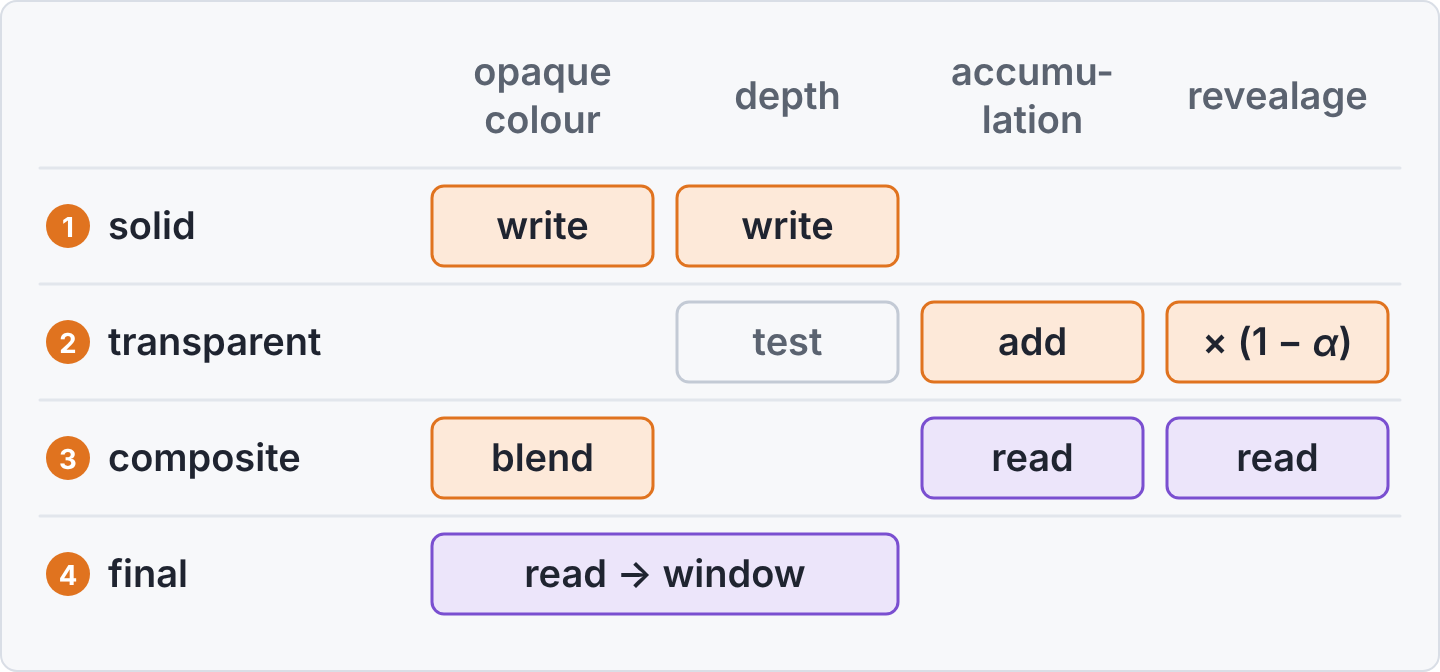 opaque
colour
depth
accumu-
lation
revealage
1 solid
write
write
2 transparent
test
add
× (1 − α)
3 composite
blend
read
read
4 final
read → window